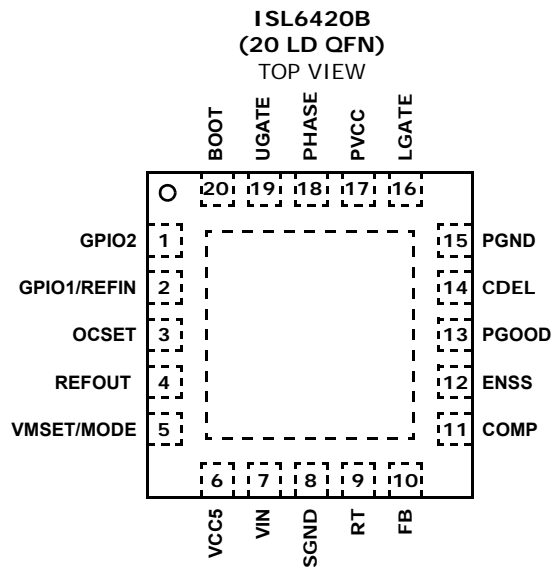 ISL6420B
(20 LD QFN)
TOP VIEW
BOOT
UGATE
PHASE
PVCC
LGATE
20
19
18
17
16
GPIO2 1
15 PGND
GPIO1/REFIN 2
14 CDEL
OCSET 3
13 PGOOD
REFOUT 4
12 ENSS
VMSET/MODE 5
11 COMP
6
7
8
9
10
VCC5
VIN
SGND
RT
FB